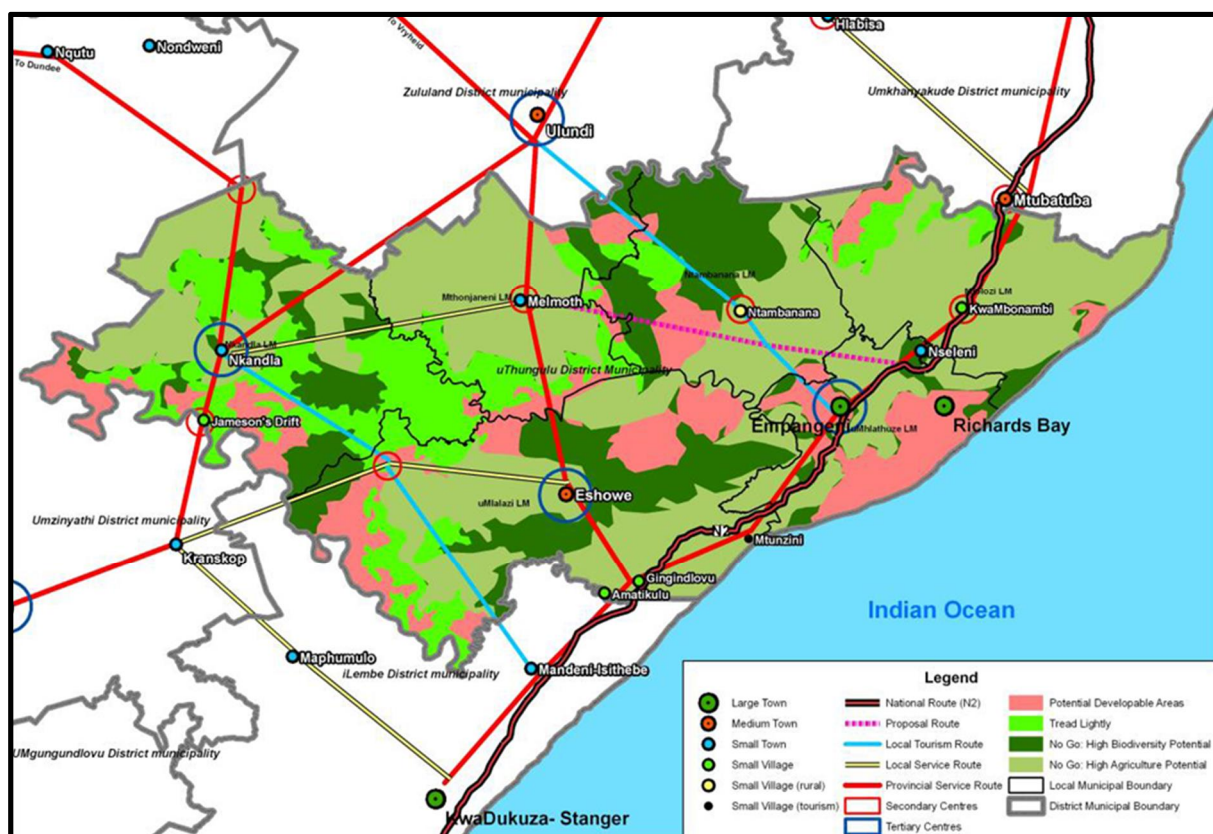 Hlabisa
To Vryheid
Nqutu
Nondweni
To Dundee
Zululand District municipality
Umkhanyakude District municipality
Ulundi
Mtubatuba
Ntambanana LM
Mthonjaneni LM
Melmoth
Ntambanana
KwaMbonambi
Nkandla LM
Nkandla
Nseleni
uThungulu District Municipality
Jameson's Drift
Empangeni
uMhlathuze LM
Richards Bay
uMlalazi LM
Eshowe
Umzinyathi District municipality
Kranskop
N2
Mtunzini
Gingindlovu
Amatikulu
Indian Ocean
Maphumulo
iLembe District municipality
Mandeni-Isithebe
UMgungundlovu District municipality
KwaDukuza- Stanger
Legend
Large Town
Medium Town
Small Town
Small Village
Small Village (rural)
Small Village (tourism)
National Route (N2)
Proposal Route
Local Tourism Route
Local Service Route
Provincial Service Route
Secondary Centres
Tertiary Centres
Potential Developable Areas
Tread Lightly
No Go: High Biodiversity Potential
No Go: High Agriculture Potential
Local Municipal Boundary
District Municipal Boundary